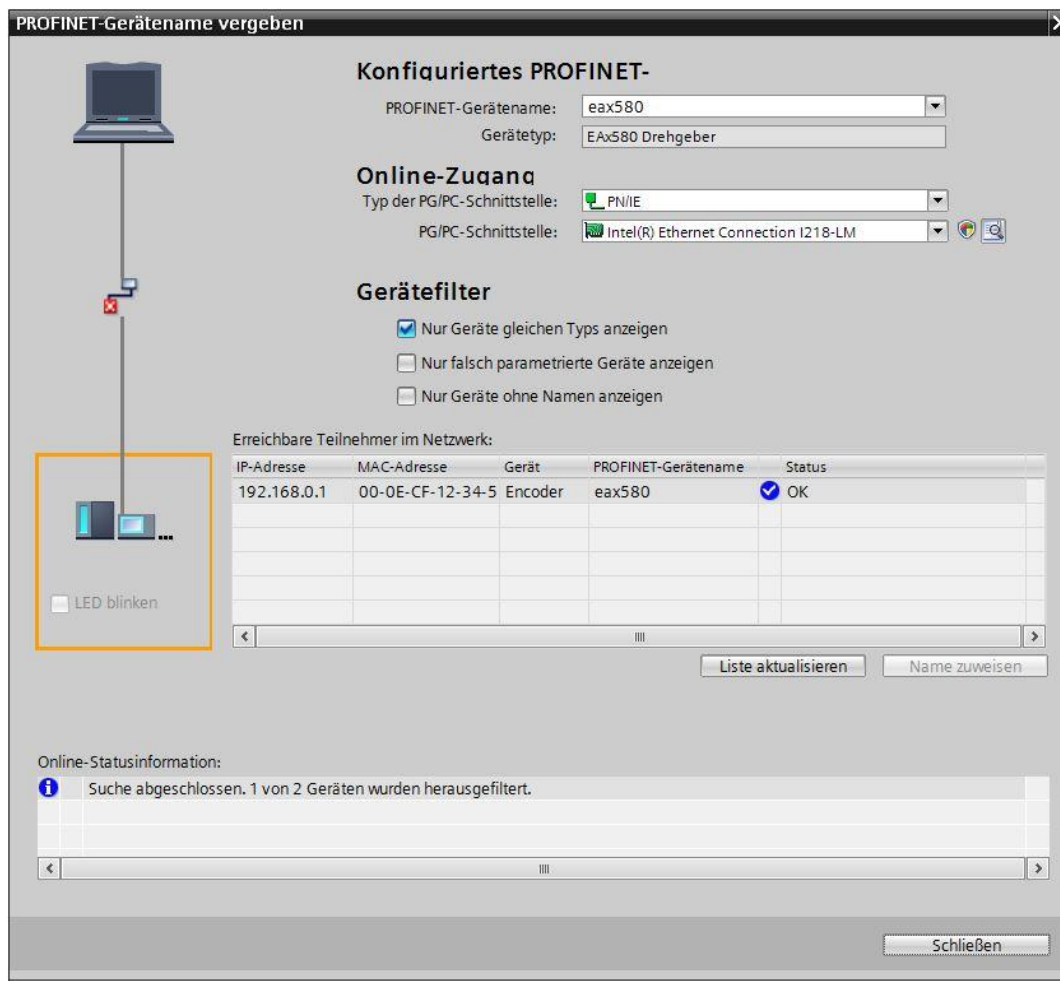 PROFINET-Gerätename vergeben
Konfiguriertes PROFINET-
PROFINET-Gerätename: eax580
Gerätetyp: EAx580 Drehgeber
Online-Zugang
Typ der PG/PC-Schnittstelle: PN/IE
PG/PC-Schnittstelle: Intel(R) Ethernet Connection I218-LM
Gerätefilter
Nur Geräte gleichen Typs anzeigen
Nur falsch parametrierte Geräte anzeigen
Nur Geräte ohne Namen anzeigen
Erreichbare Teilnehmer im Netzwerk:
IP-Adresse MAC-Adresse Gerät PROFINET-Gerätename Status
192.168.0.1 00-0E-CF-12-34-5 Encoder eax580 OK
LED blinken
Liste aktualisieren Name zuweisen
Online-Statusinformation:
Suche abgeschlossen. 1 von 2 Geräten wurden herausgefiltert.
Schließen